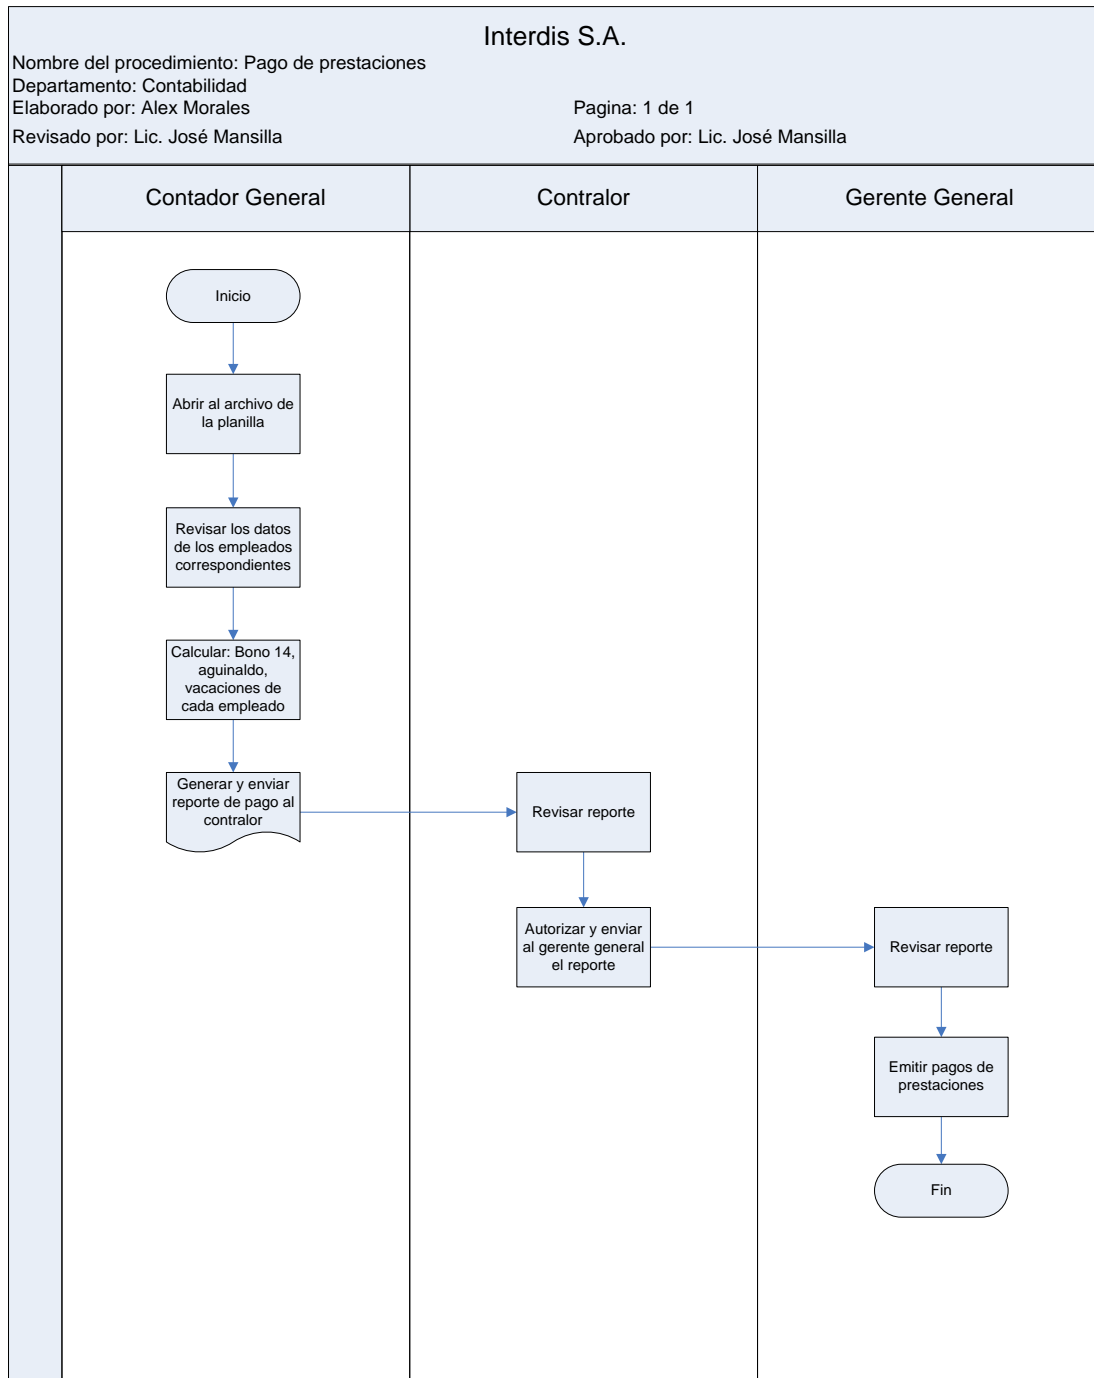 Interdis S.A.
Nombre del procedimiento: Pago de prestaciones
Departamento: Contabilidad
Elaborado por: Alex Morales
Pagina: 1 de 1
Revisado por: Lic. José Mansilla
Aprobado por: Lic. José Mansilla
Contador General
Contralor
Gerente General
Inicio
Abrir al archivo de
la planilla
Revisar los datos
de los empleados
correspondientes
Calcular: Bono 14,
aguinaldo,
vacaciones de
cada empleado
Generar y enviar
reporte de pago al
contralor
Revisar reporte
Autorizar y enviar
al gerente general
el reporte
Revisar reporte
Emitir pagos de
prestaciones
Fin